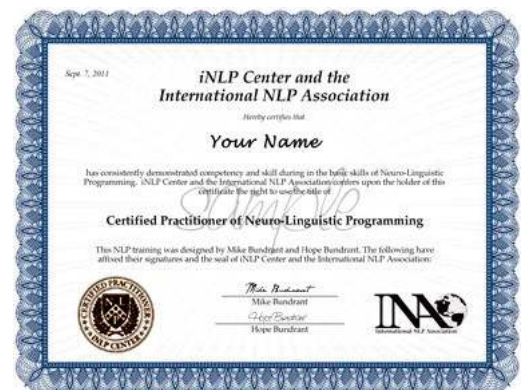 Sept. 7, 2011
iNLP Center and the
International NLP Association
Hereby certifies that
Your Name
has consistently demonstrated competency and skill during in the basic skills of Neuro-Linguistic
Programming. iNLP Center and the International NLP Association confers upon the holder of this
certificate the right to use the title of
Sample
Certified Practitioner of Neuro-Linguistic Programming
This NLP training was designed by Mike Bundrant and Hope Bundrant. The following have
affixed their signatures and the seal of iNLP Center and the International NLP Association:
Mike Bundrant
Mike Bundrant
Hope Bundrant
Hope Bundrant
CERTIFIED PRACTITIONER
INLP CENTER
INA
International NLP Association